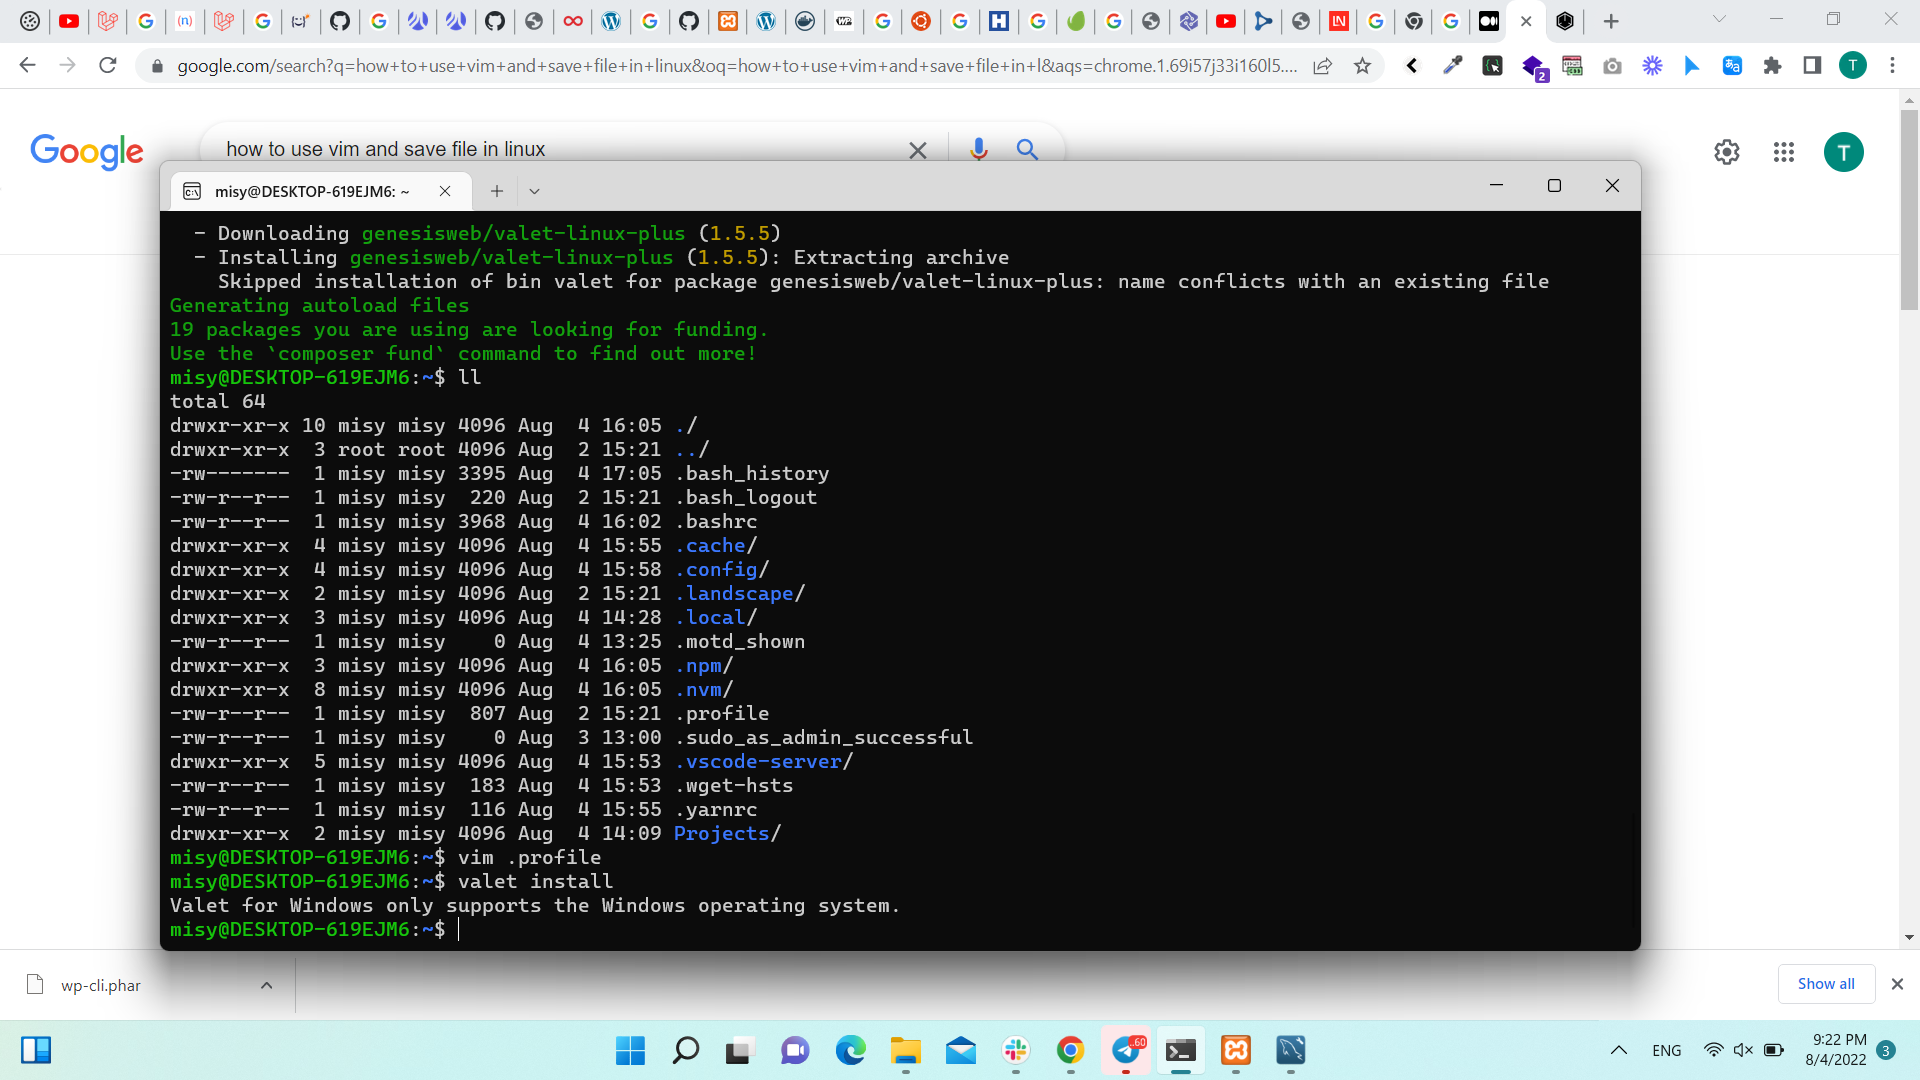 google.com/search?q=how+to+use+vim+and+save+file+in+linux&oq=how+to+use+vim+and+save+file+in+l&aqs=chrome.1.69i57j33i160l5....
2
T
Google
how to use vim and save file in linux
T
misy@DESKTOP-619EJM6: ~
- Downloading genesisweb/valet-linux-plus (1.5.5)
- Installing genesisweb/valet-linux-plus (1.5.5): Extracting archive
Skipped installation of bin valet for package genesisweb/valet-linux-plus: name conflicts with an existing file
Generating autoload files
19 packages you are using are looking for funding.
Use the `composer fund` command to find out more!
misy@DESKTOP-619EJM6:~$ ll
total 64
drwxr-xr-x 10 misy misy 4096 Aug  4 16:05 ./
drwxr-xr-x  3 root root 4096 Aug  2 15:21 ../
-rw-------  1 misy misy 3395 Aug  4 17:05 .bash_history
-rw-r--r--  1 misy misy  220 Aug  2 15:21 .bash_logout
-rw-r--r--  1 misy misy 3968 Aug  4 16:02 .bashrc
drwxr-xr-x  4 misy misy 4096 Aug  4 15:55 .cache/
drwxr-xr-x  4 misy misy 4096 Aug  4 15:58 .config/
drwxr-xr-x  2 misy misy 4096 Aug  2 15:21 .landscape/
drwxr-xr-x  3 misy misy 4096 Aug  4 14:28 .local/
-rw-r--r--  1 misy misy    0 Aug  4 13:25 .motd_shown
drwxr-xr-x  3 misy misy 4096 Aug  4 16:05 .npm/
drwxr-xr-x  8 misy misy 4096 Aug  4 16:05 .nvm/
-rw-r--r--  1 misy misy  807 Aug  2 15:21 .profile
-rw-r--r--  1 misy misy    0 Aug  3 13:00 .sudo_as_admin_successful
drwxr-xr-x  5 misy misy 4096 Aug  4 15:53 .vscode-server/
-rw-r--r--  1 misy misy  183 Aug  4 15:53 .wget-hsts
-rw-r--r--  1 misy misy  116 Aug  4 15:55 .yarnrc
drwxr-xr-x  2 misy misy 4096 Aug  4 14:09 Projects/
misy@DESKTOP-619EJM6:~$ vim .profile
misy@DESKTOP-619EJM6:~$ valet install
Valet for Windows only supports the Windows operating system.
misy@DESKTOP-619EJM6:~$
wp-cli.phar
Show all
..60
ENG
9:22 PM
8/4/2022
3